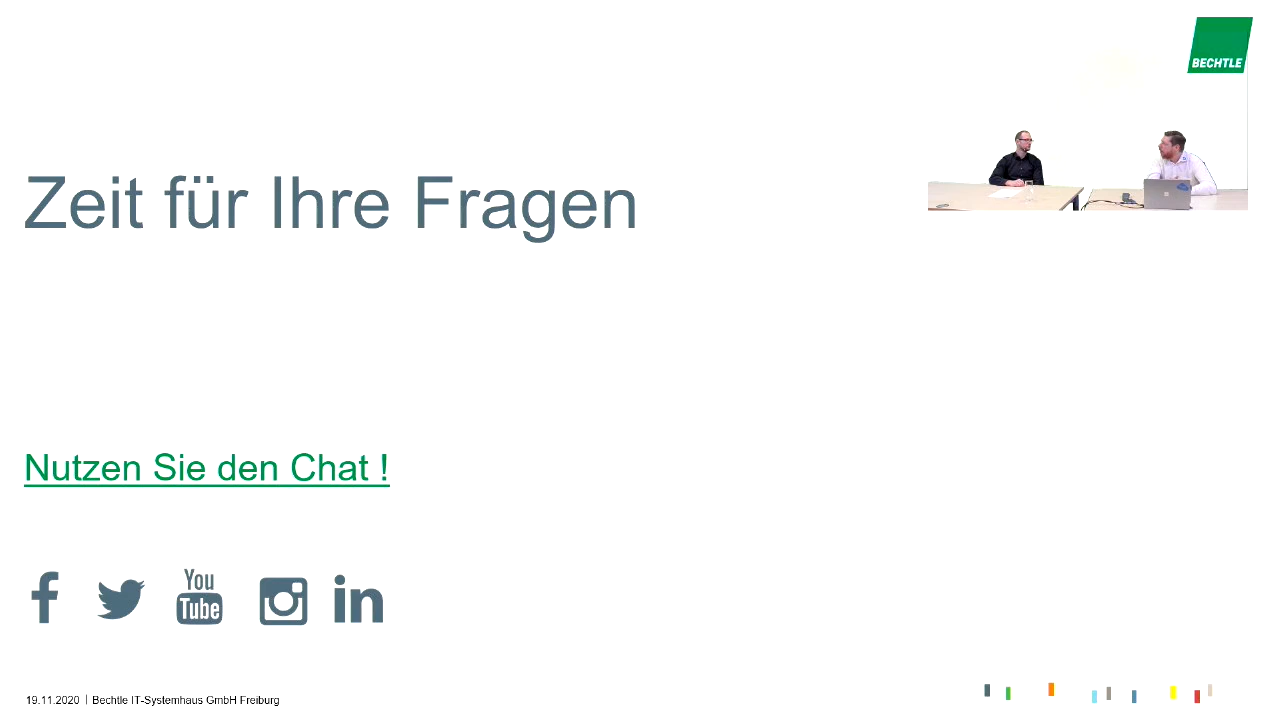 BECHTLE
Zeit für Ihre Fragen
Nutzen Sie den Chat !
f
You
Tube
in
19.11.2020 | Bechtle IT-Systemhaus GmbH Freiburg